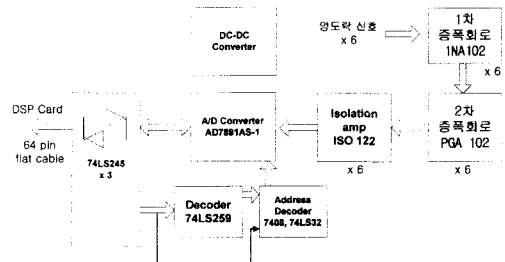 DC-DC
Converter
양도락 신호
x 6
1차
증폭회로
1NA102
x 6
DSP Card
64 pin
flat cable
74LS245
x 3
A/D Converter
AD7891AS-1
Isolation
amp
ISO 122
x 6
2차
증폭회로
PGA 102
x 6
Decoder
74LS259
Address
Decoder
7408, 74LS32